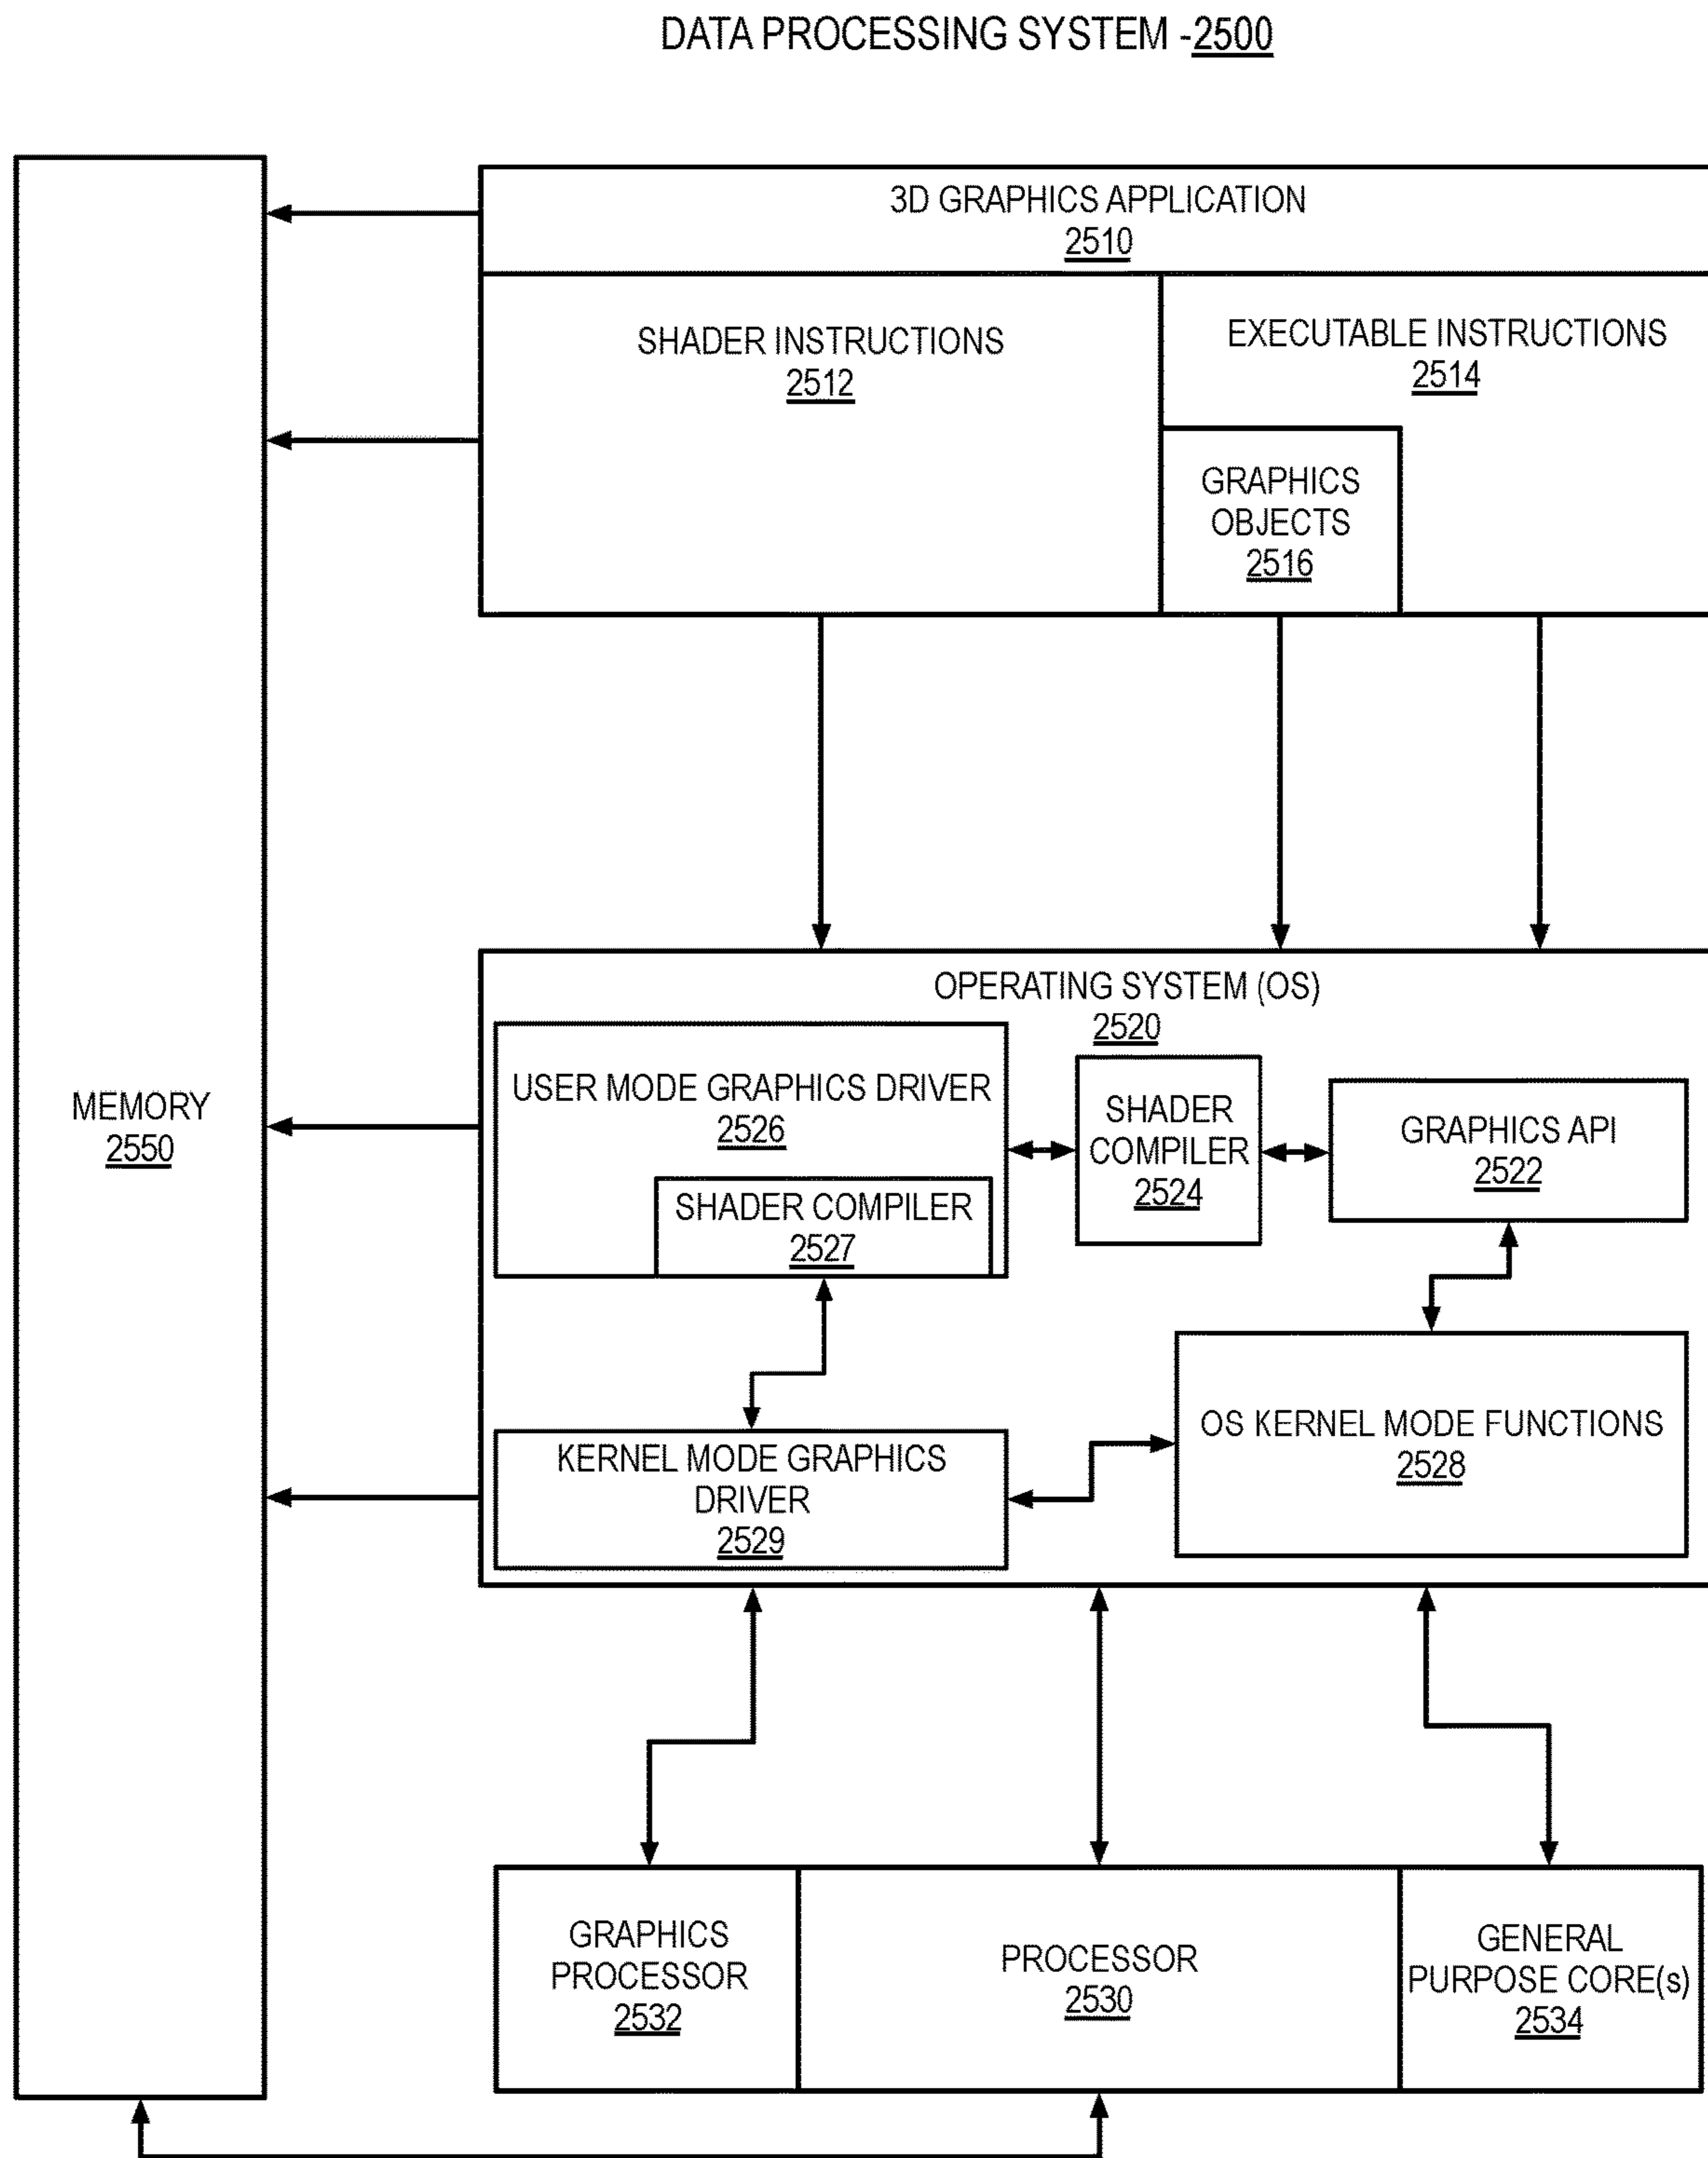 DATA PROCESSING SYSTEM -2500
3D GRAPHICS APPLICATION
2510
SHADER INSTRUCTIONS
2512
EXECUTABLE INSTRUCTIONS
2514
GRAPHICS
OBJECTS
2516
MEMORY
2550
OPERATING SYSTEM (OS)
2520
USER MODE GRAPHICS DRIVER
2526
SHADER COMPILER
2527
SHADER
COMPILER
2524
GRAPHICS API
2522
KERNEL MODE GRAPHICS
DRIVER
2529
OS KERNEL MODE FUNCTIONS
2528
GRAPHICS
PROCESSOR
2532
PROCESSOR
2530
GENERAL
PURPOSE CORE(s)
2534